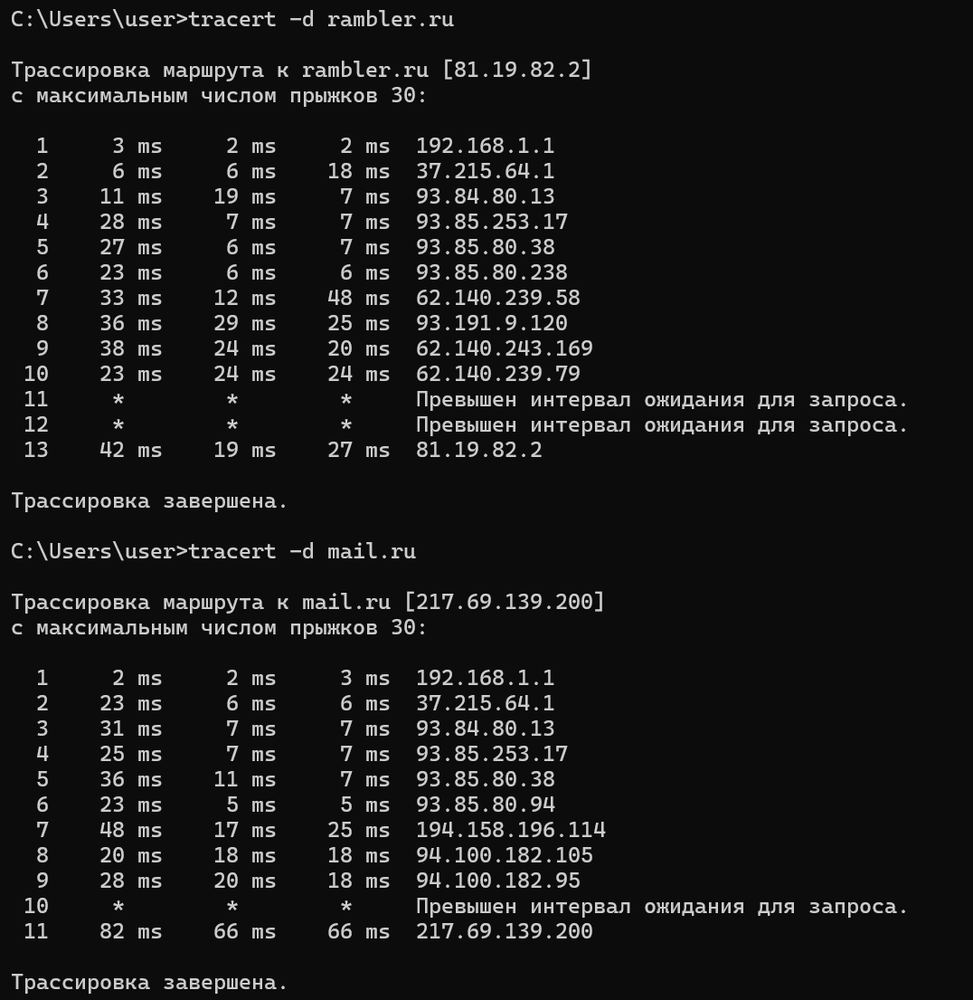 C:\Users\user>tracert -d rambler.ru
Трассировка маршрута к rambler.ru [81.19.82.2]
с максимальным числом прыжков 30:
1 3 ms 2 ms 2 ms 192.168.1.1
2 6 ms 6 ms 18 ms 37.215.64.1
3 11 ms 19 ms 7 ms 93.84.80.13
4 28 ms 7 ms 7 ms 93.85.253.17
5 27 ms 6 ms 7 ms 93.85.80.38
6 23 ms 6 ms 6 ms 93.85.80.238
7 33 ms 12 ms 48 ms 62.140.239.58
8 36 ms 29 ms 25 ms 93.191.9.120
9 38 ms 24 ms 20 ms 62.140.243.169
10 23 ms 24 ms 24 ms 62.140.239.79
11 * * * Превышен интервал ожидания для запроса.
12 * * * Превышен интервал ожидания для запроса.
13 42 ms 19 ms 27 ms 81.19.82.2
Трассировка завершена.
C:\Users\user>tracert -d mail.ru
Трассировка маршрута к mail.ru [217.69.139.200]
с максимальным числом прыжков 30:
1 2 ms 2 ms 3 ms 192.168.1.1
2 23 ms 6 ms 6 ms 37.215.64.1
3 31 ms 7 ms 7 ms 93.84.80.13
4 25 ms 7 ms 7 ms 93.85.253.17
5 36 ms 11 ms 7 ms 93.85.80.38
6 23 ms 5 ms 5 ms 93.85.80.94
7 48 ms 17 ms 25 ms 194.158.196.114
8 20 ms 18 ms 18 ms 94.100.182.105
9 28 ms 20 ms 18 ms 94.100.182.95
10 * * * Превышен интервал ожидания для запроса.
11 82 ms 66 ms 66 ms 217.69.139.200
Трассировка завершена.